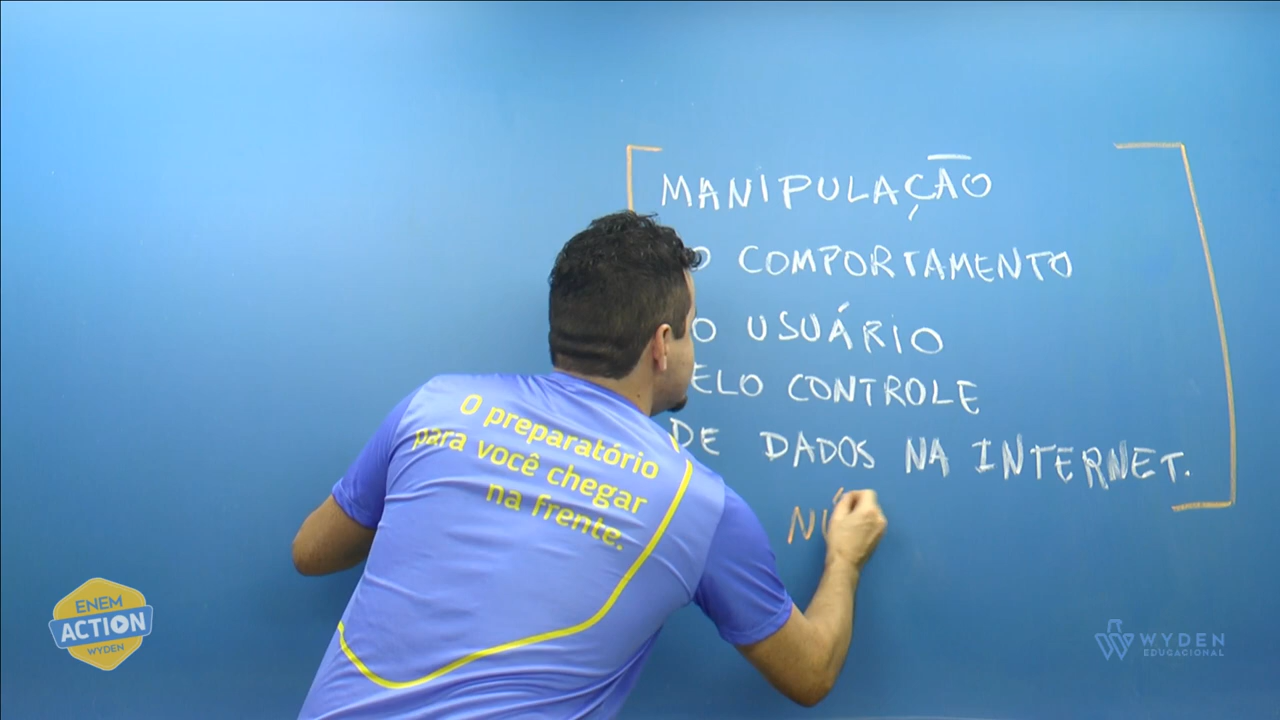 MANIPULAÇÃO
O COMPORTAMENTO
O USUÁRIO
ELO CONTROLE
DE DADOS NA INTERNET.
NÚ
O preparatório
para você chegar
na frente.
ENEM
ACTION
WYDEN
WYDEN
EDUCACIONAL